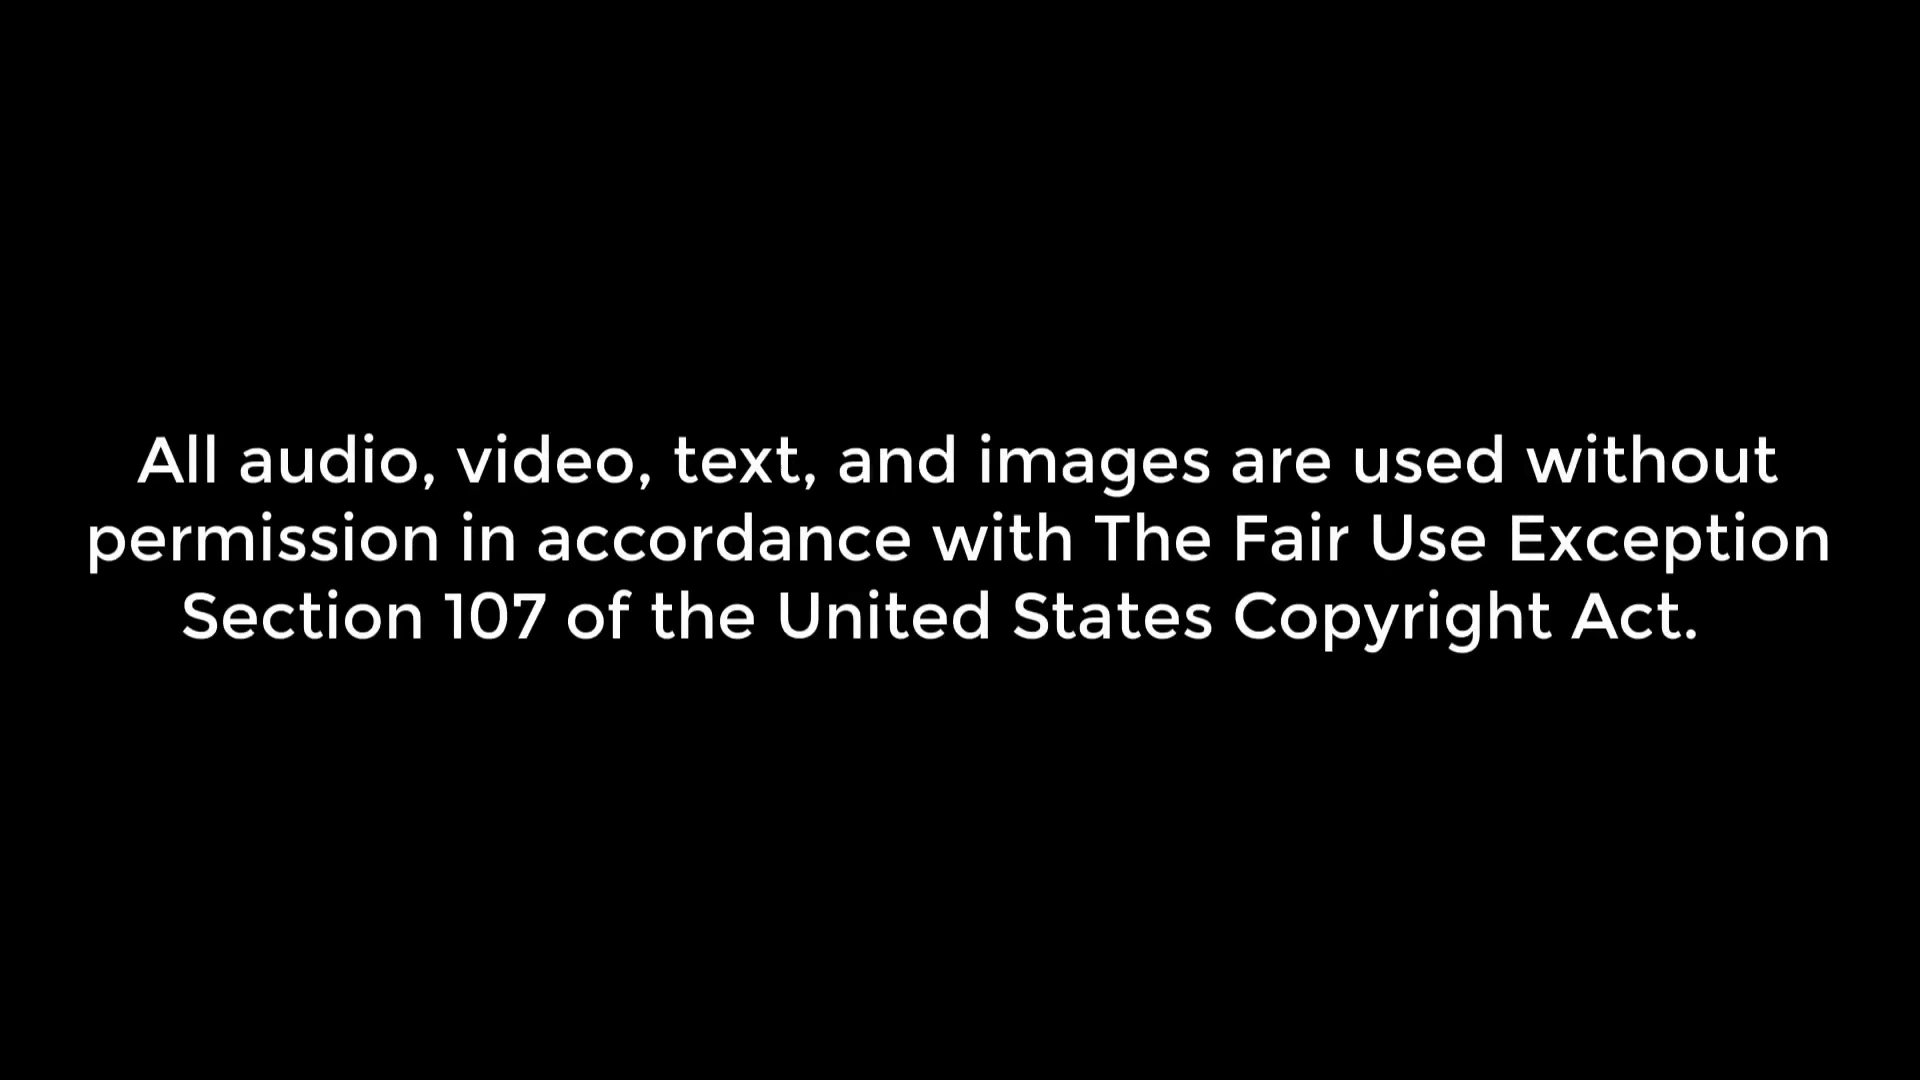 All audio, video, text, and images are used without
permission in accordance with The Fair Use Exception
Section 107 of the United States Copyright Act.